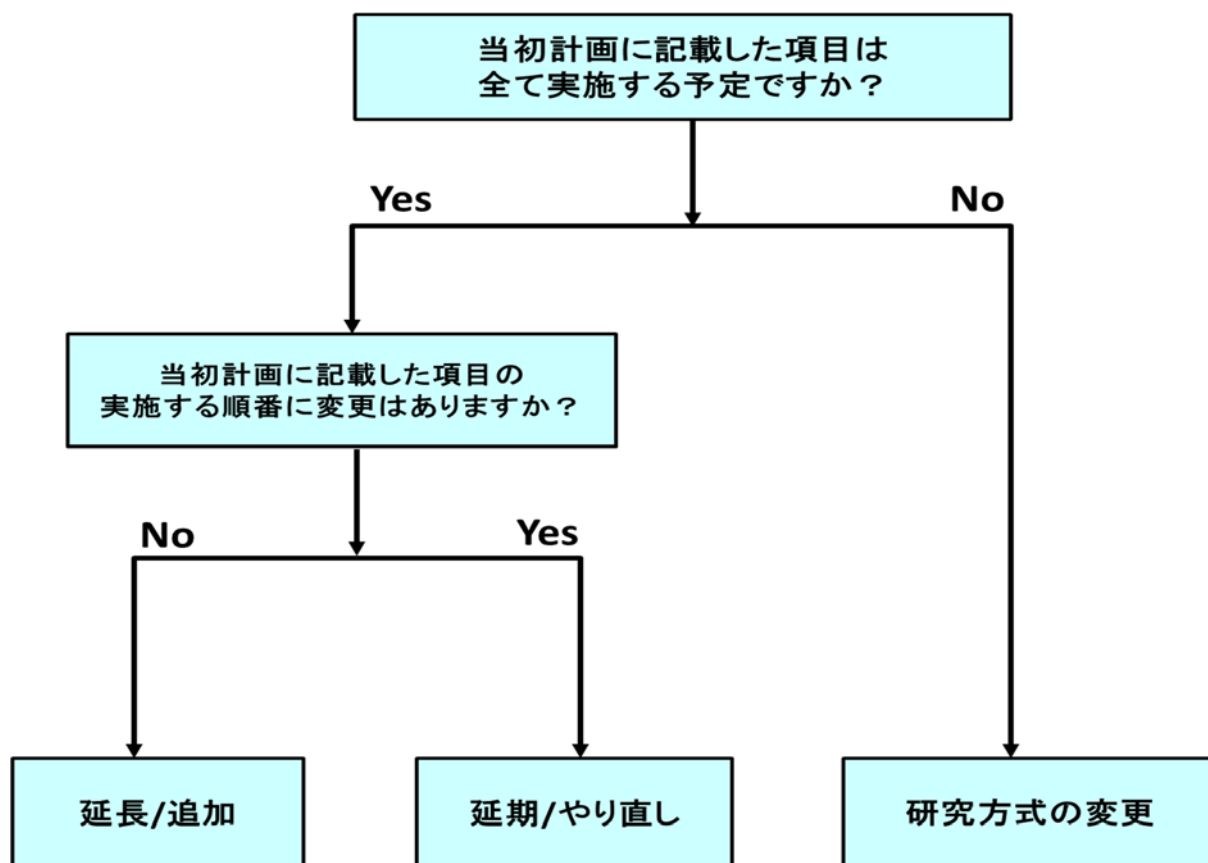 当初計画に記載した項目は
全て実施する予定ですか？
Yes
No
当初計画に記載した項目の
実施する順番に変更はありますか？
No
Yes
延長/追加
延期/やり直し
研究方式の変更